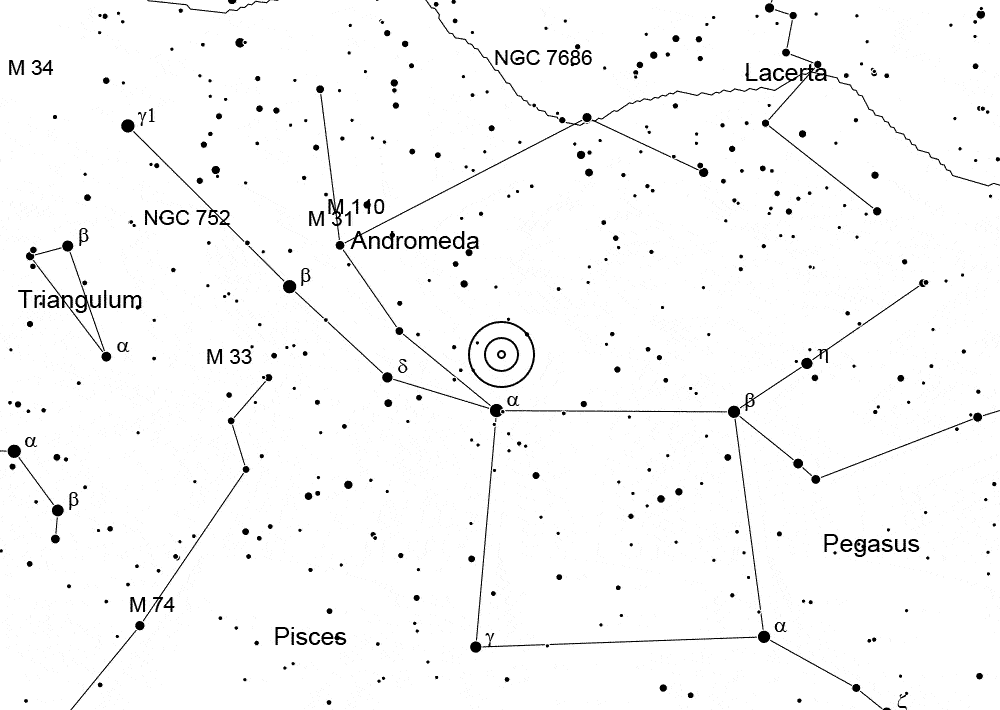 NGC 7686
M 34
Lacerta
γ1
M 110
NGC 752
M 31
β
Andromeda
β
Triangulum
α
M 33
δ
η
α
β
α
β
Pegasus
M 74
Pisces
γ
α
ζ